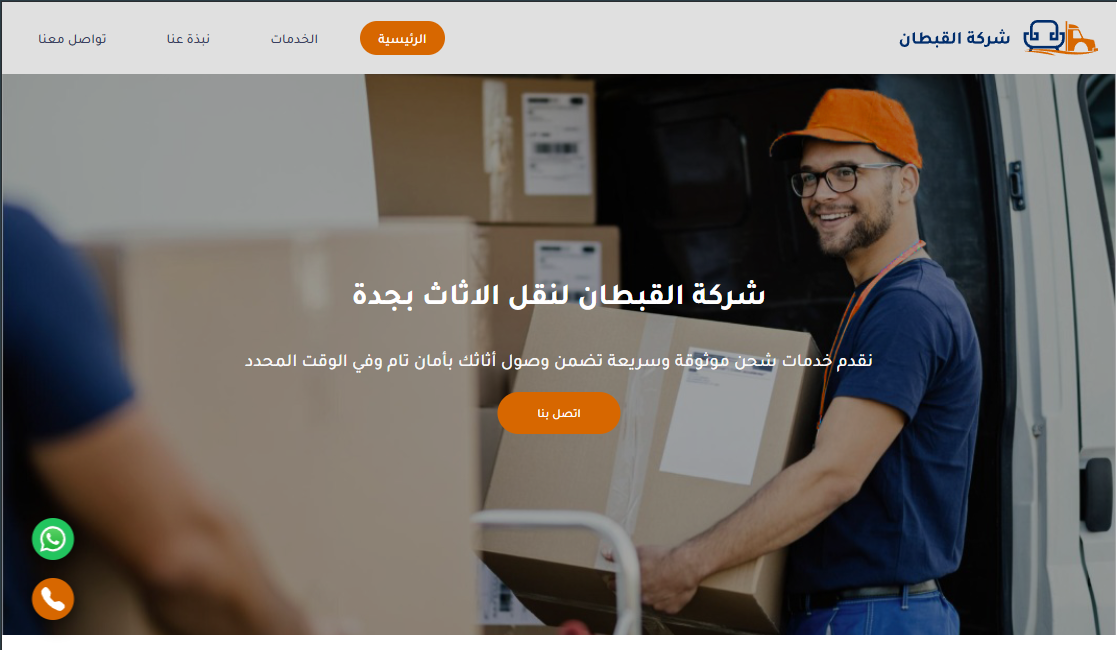 شركة القبطان
الرئيسية
الخدمات
نبذة عنا
تواصل معنا
شركة القبطان لنقل الاثاث بجدة
نقدم خدمات شحن موثوقة وسريعة تضمن وصول أثاثك بأمان تام وفي الوقت المحدد
اتصل بنا